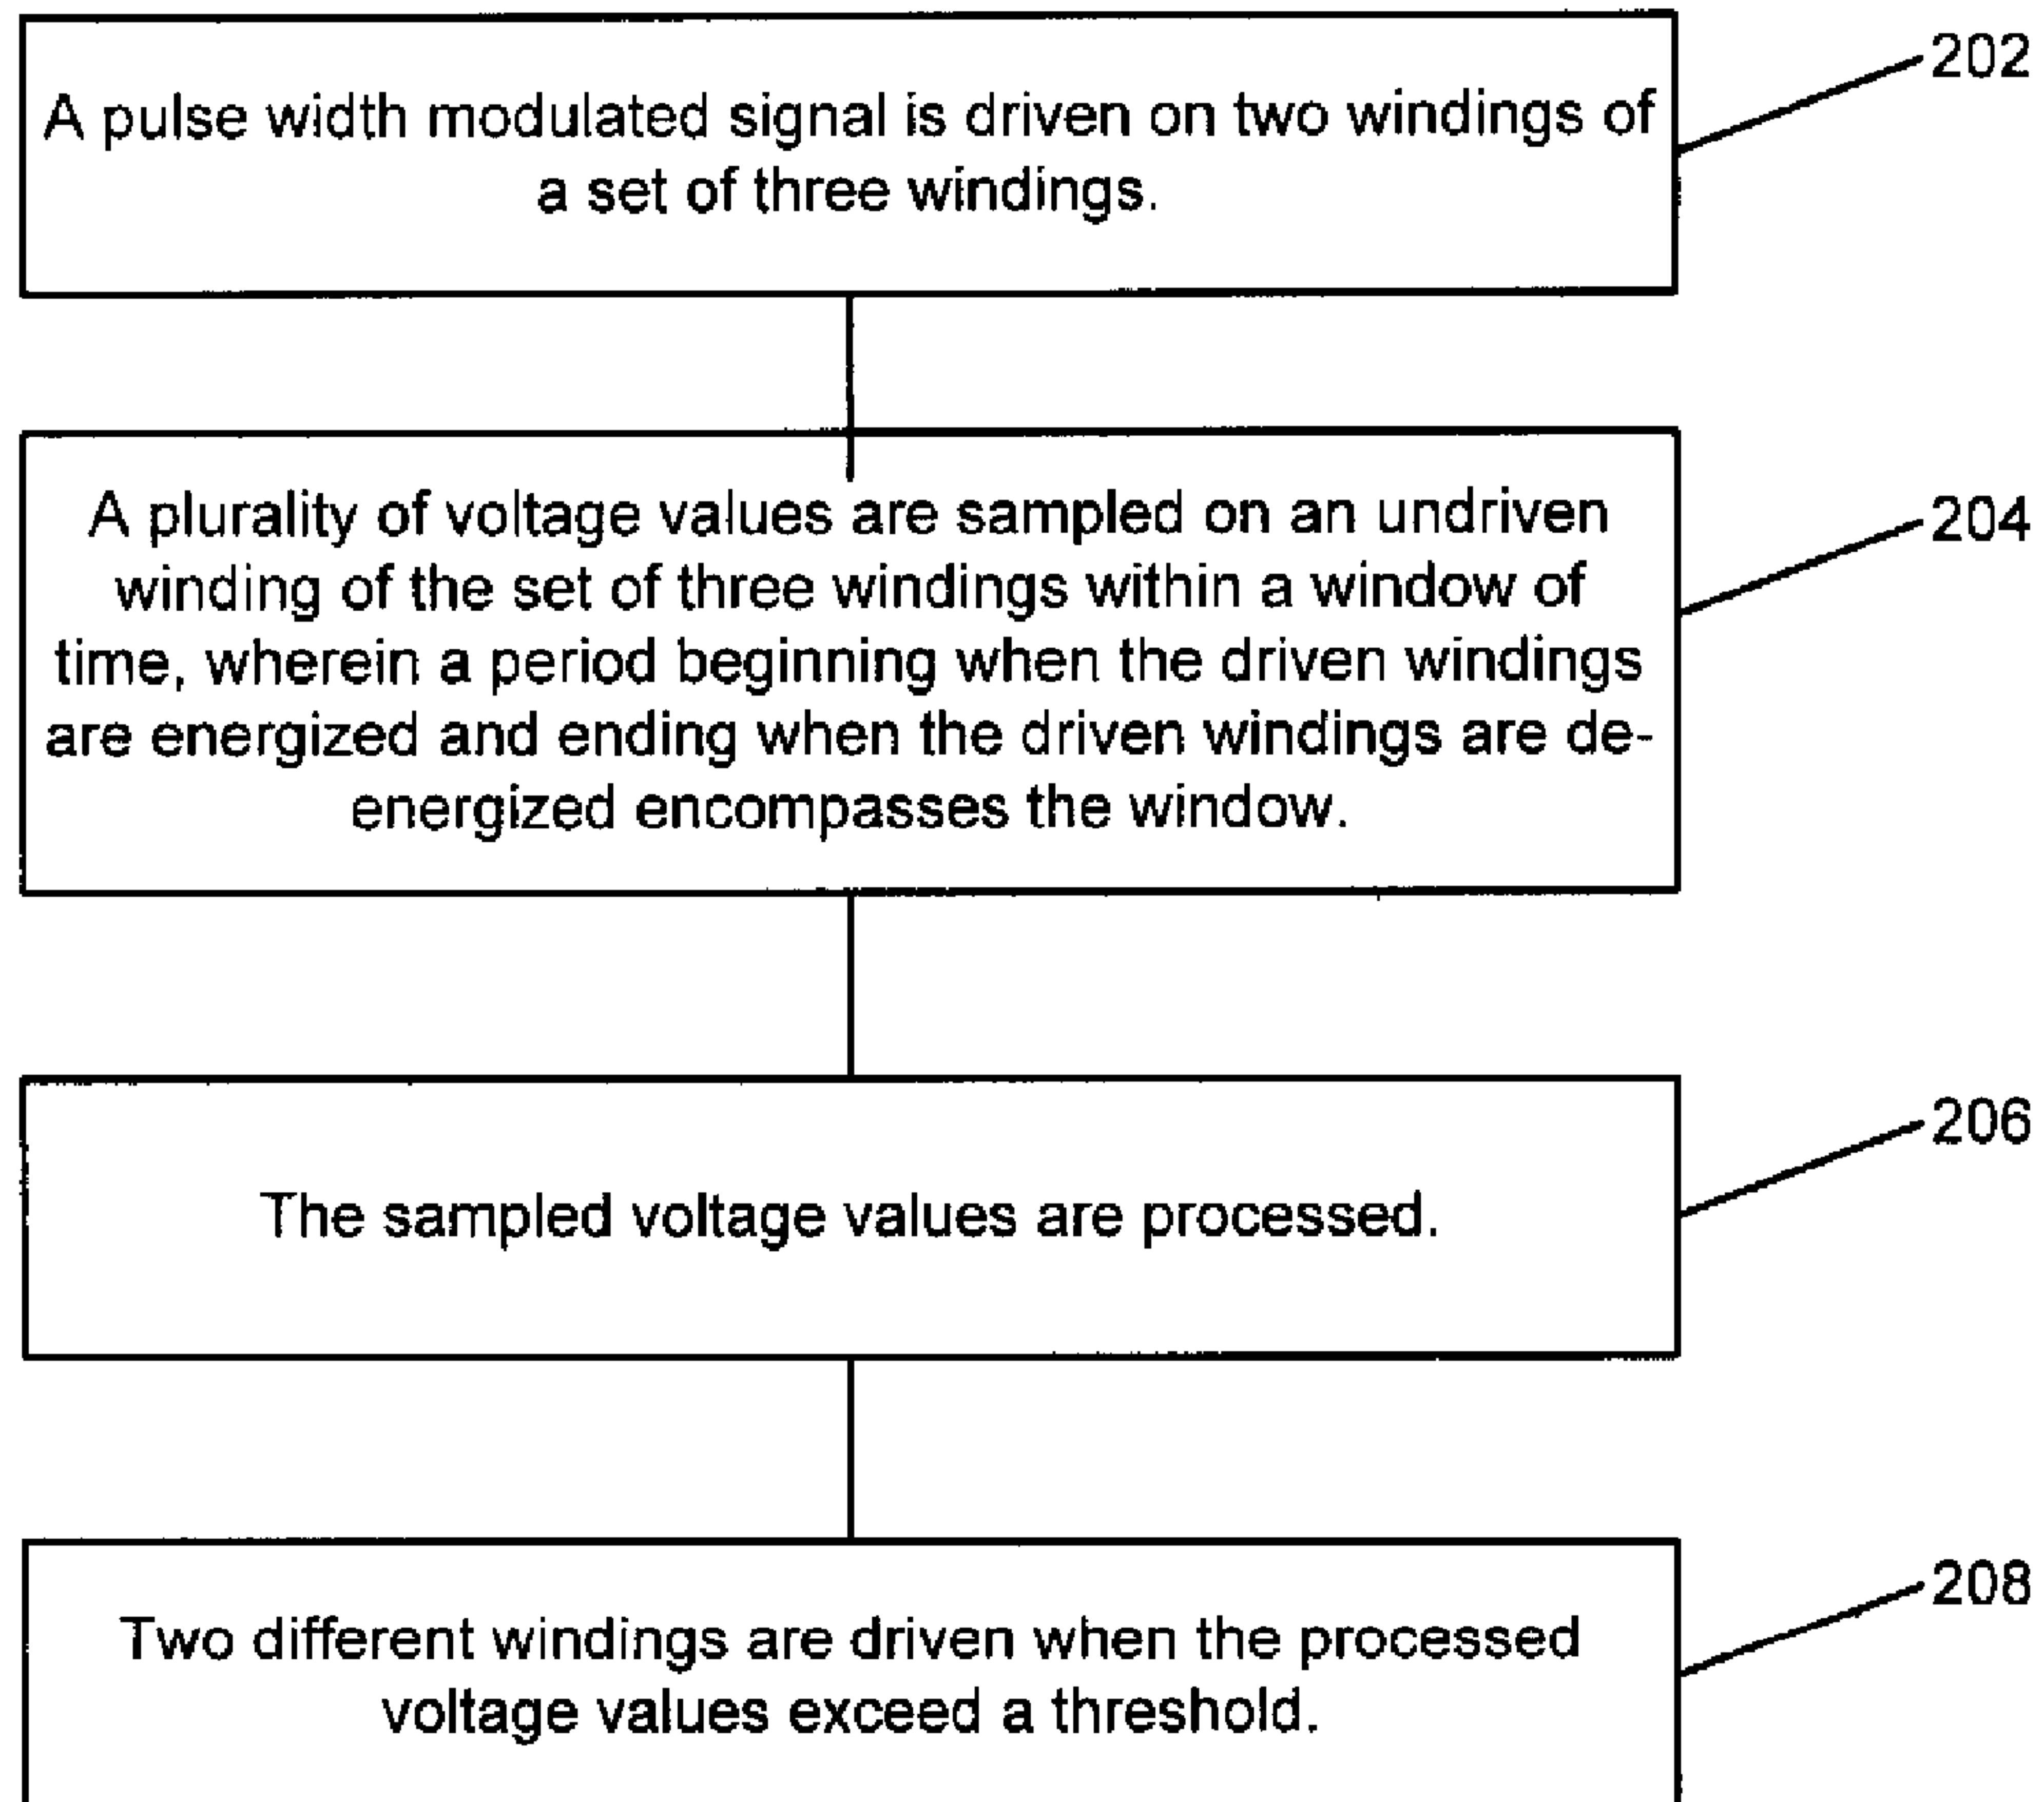 202
A pulse width modulated signal is driven on two windings of
a set of three windings.
204
A plurality of voltage values are sampled on an undriven
winding of the set of three windings within a window of
time, wherein a period beginning when the driven windings
are energized and ending when the driven windings are de-
energized encompasses the window.
206
The sampled voltage values are processed.
208
Two different windings are driven when the processed
voltage values exceed a threshold.